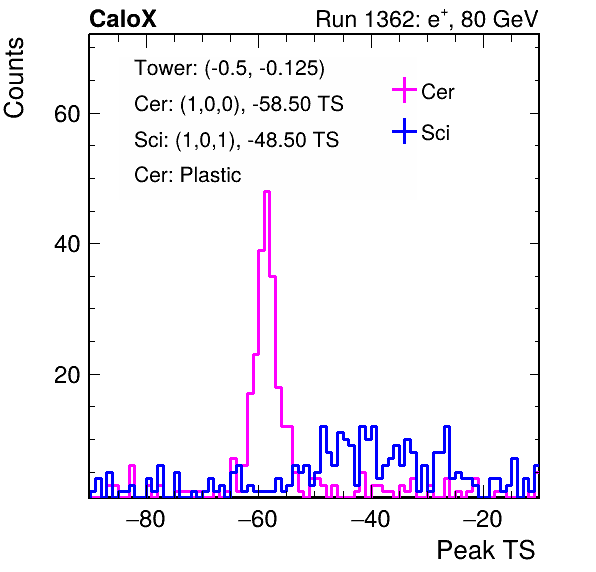 CaloX Run 1362: e⁺, 80 GeV
Counts
Tower: (-0.5, -0.125)
Cer: (1,0,0), -58.50 TS
Sci: (1,0,1), -48.50 TS
Cer: Plastic
Cer
Sci
60
40
20
−80 −60 −40 −20
Peak TS